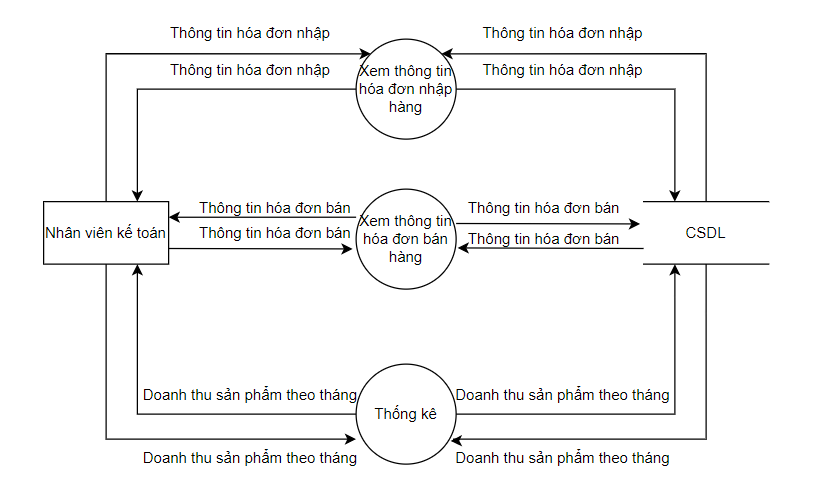 Thông tin hóa đơn nhập
Thông tin hóa đơn nhập
Thông tin hóa đơn nhập
Thông tin hóa đơn nhập
Xem thông tin
hóa đơn nhập
hàng
Thông tin hóa đơn bán
Thông tin hóa đơn bán
Nhân viên kế toán
Thông tin hóa đơn bán
Xem thông tin
hóa đơn bán
hàng
Thông tin hóa đơn bán
CSDL
Doanh thu sản phẩm theo tháng
Doanh thu sản phẩm theo tháng
Thống kê
Doanh thu sản phẩm theo tháng
Doanh thu sản phẩm theo tháng